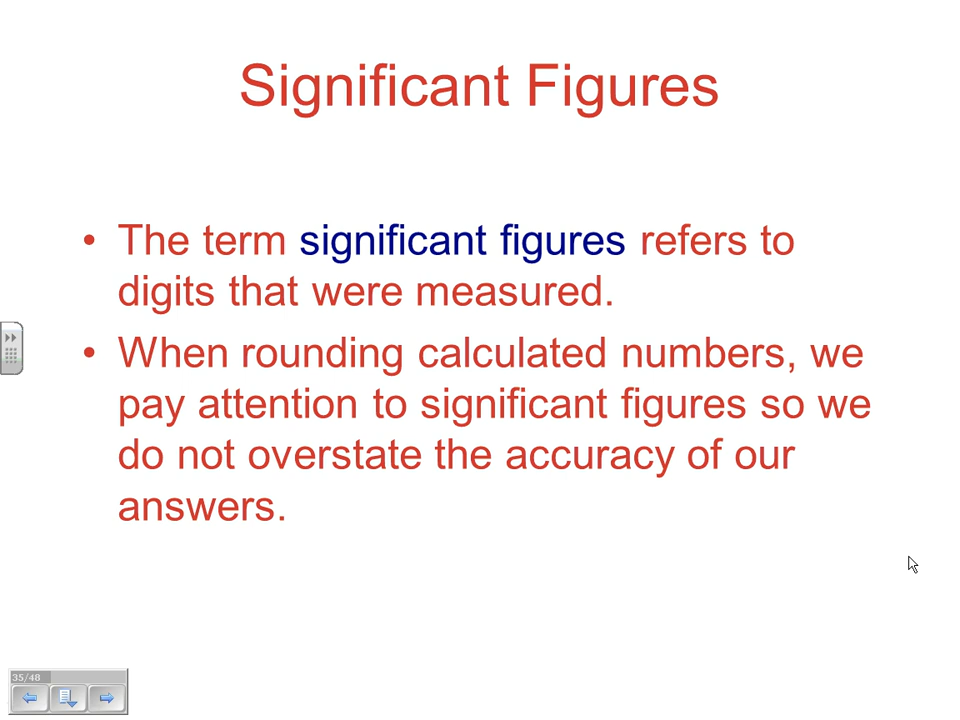 Significant Figures
• The term significant figures refers to
digits that were measured.
• When rounding calculated numbers, we
pay attention to significant figures so we
do not overstate the accuracy of our
answers.
35/48